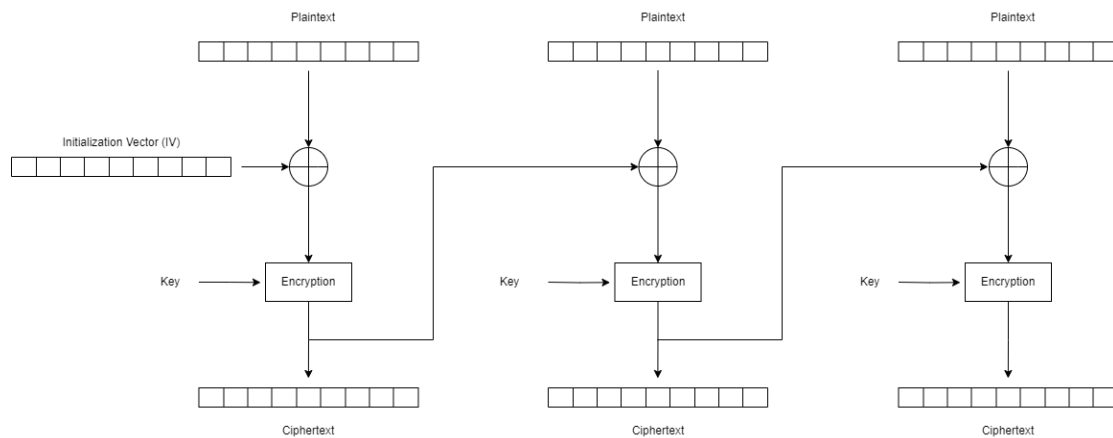 Plaintext
Plaintext
Plaintext
Initialization Vector (IV)
Key
Encryption
Key
Encryption
Key
Encryption
Ciphertext
Ciphertext
Ciphertext